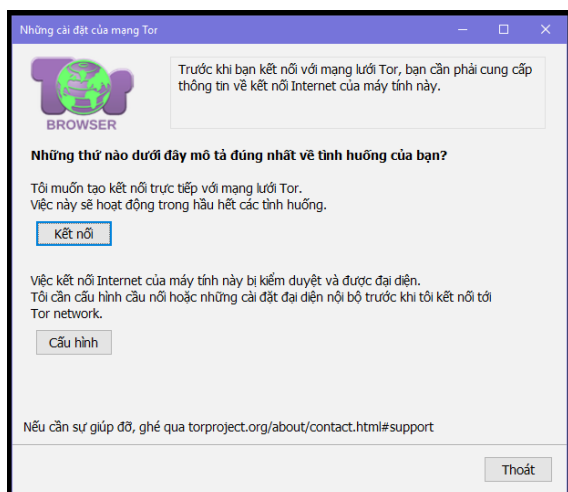 Những cài đặt của mạng Tor
Tor
BROWSER
Trước khi bạn kết nối với mạng lưới Tor, bạn cần phải cung cấp
thông tin về kết nối Internet của máy tính này.
Những thứ nào dưới đây mô tả đúng nhất về tình huống của bạn?
Tôi muốn tạo kết nối trực tiếp với mạng lưới Tor.
Việc này sẽ hoạt động trong hầu hết các tình huống.
Kết nối
Việc kết nối Internet của máy tính này bị kiểm duyệt và được đại diện.
Tôi cần cấu hình cầu nối hoặc những cài đặt đại diện nội bộ trước khi tôi kết nối tới
Tor network.
Cấu hình
Nếu cần sự giúp đỡ, ghé qua torproject.org/about/contact.html#support
Thoát